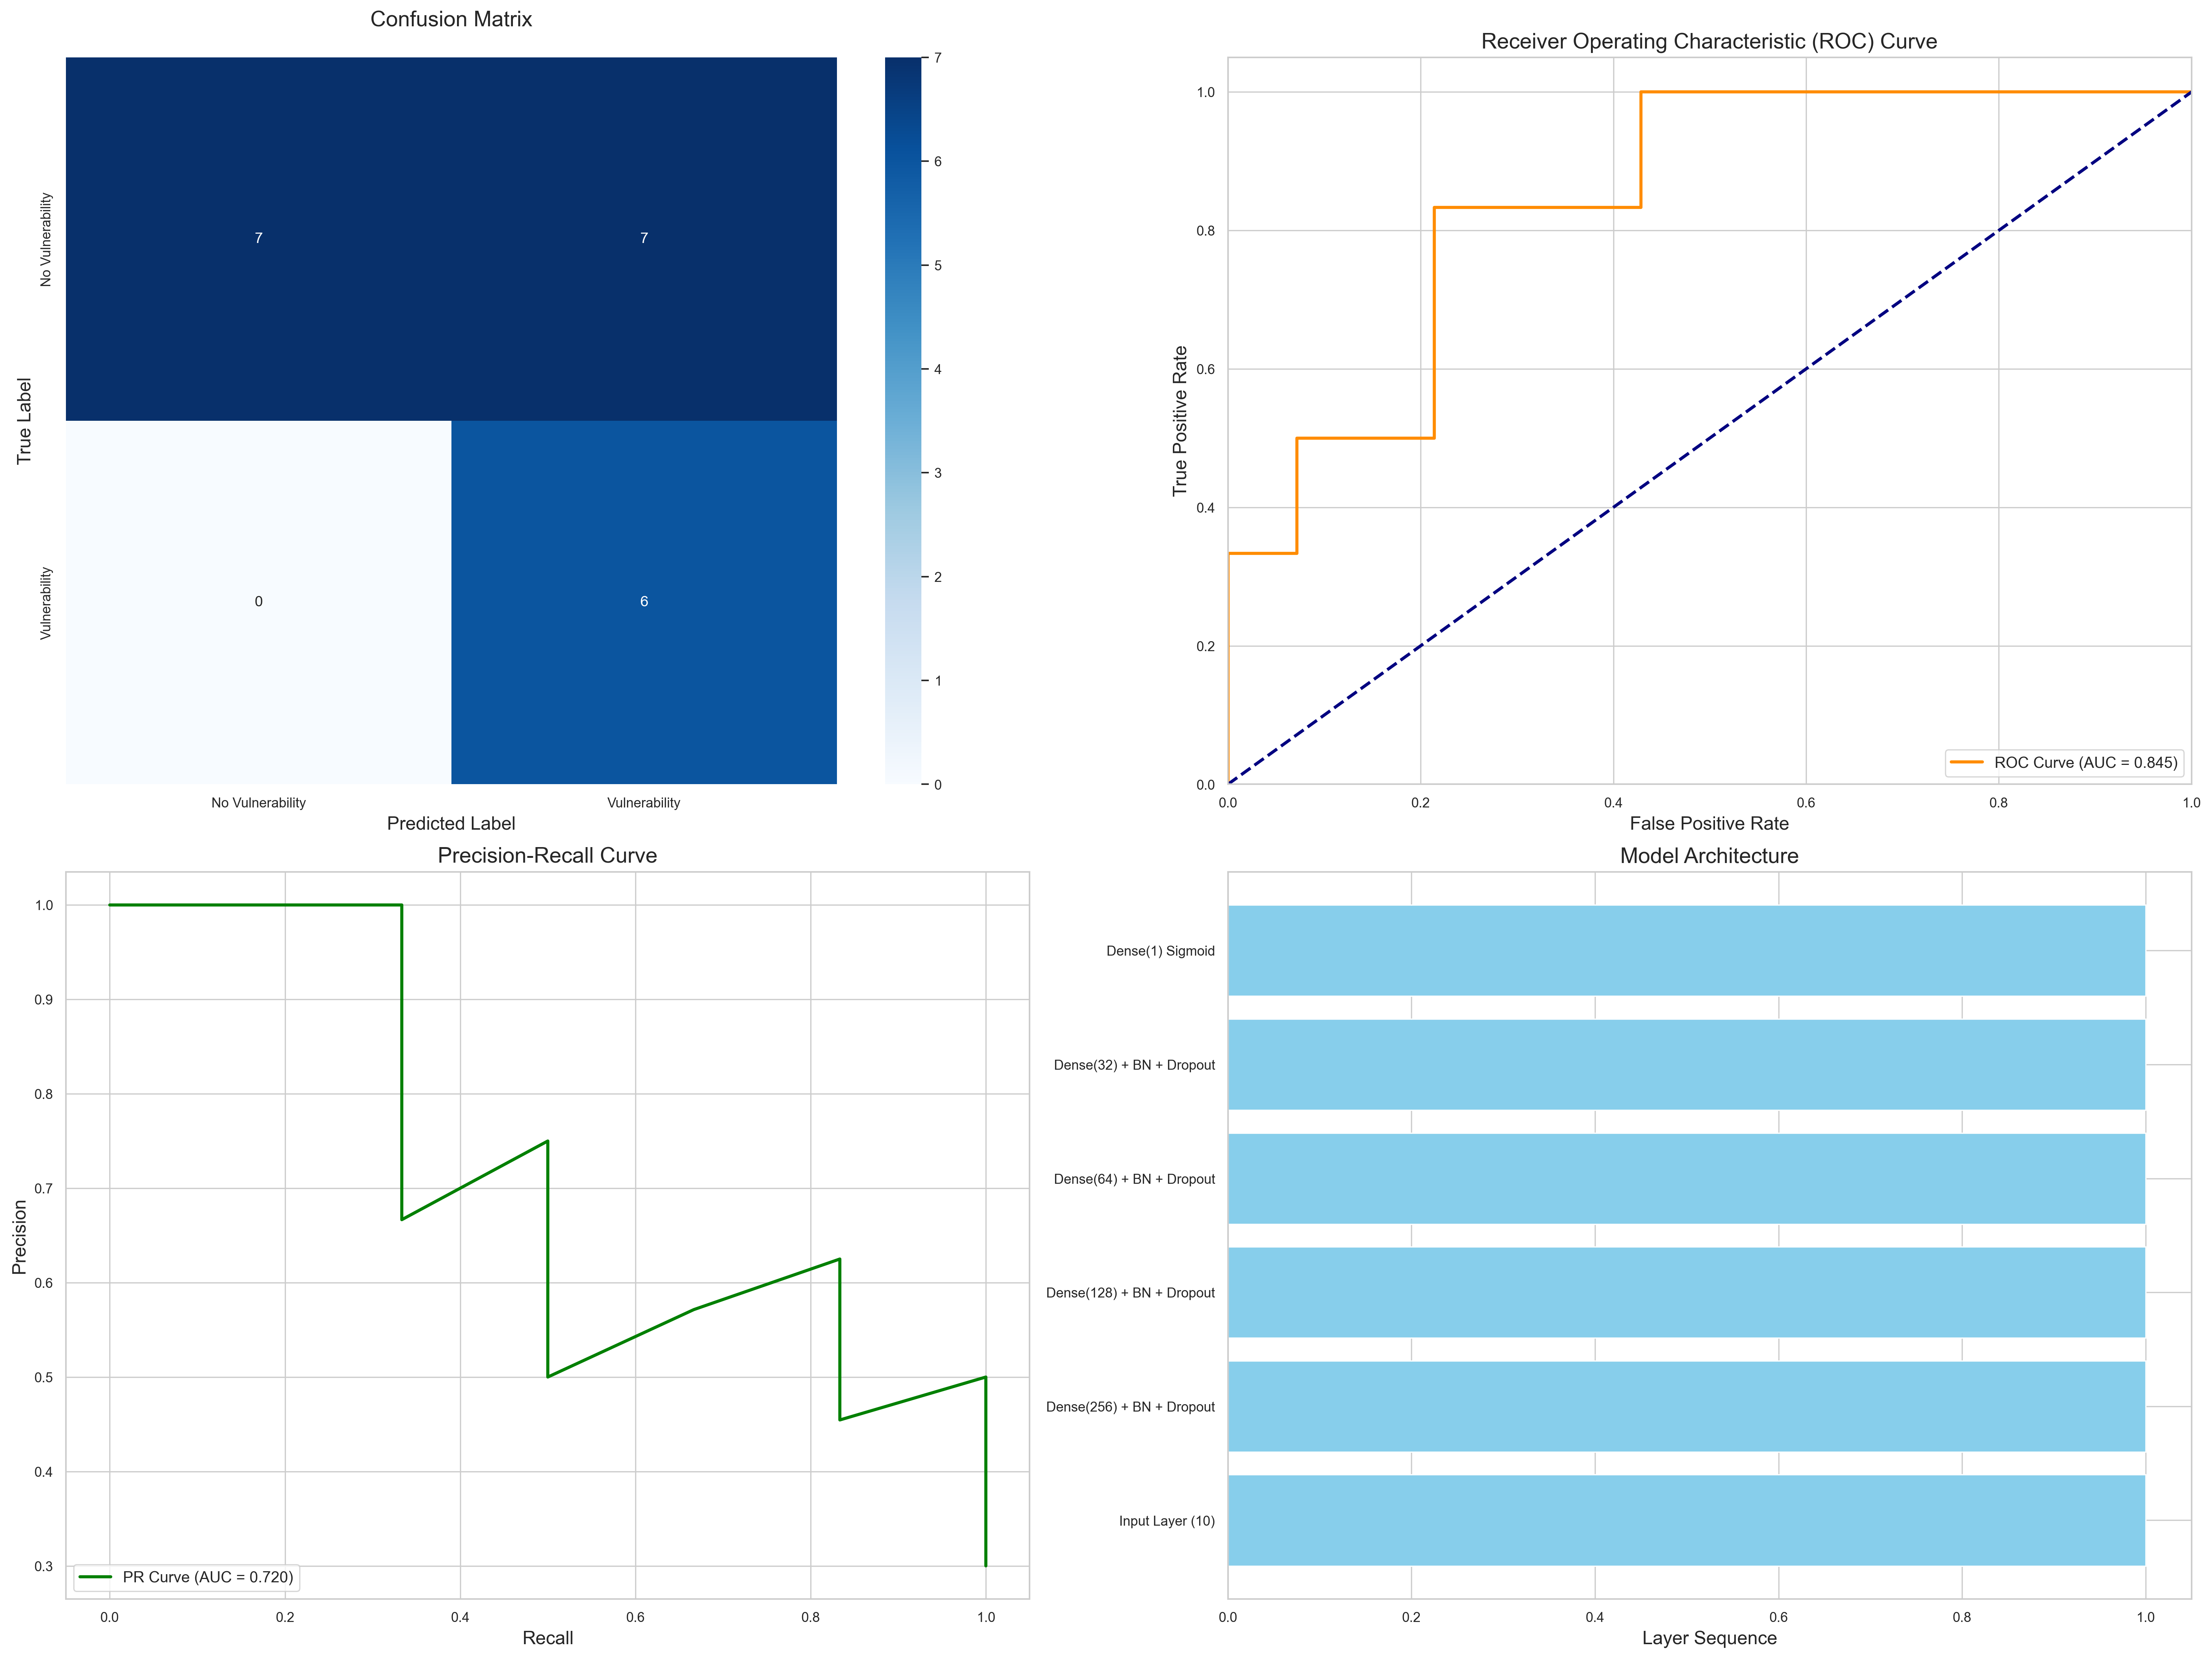 Confusion Matrix
7
7
0
6
No Vulnerability
Vulnerability
True Label
No Vulnerability
Vulnerability
Predicted Label
7
6
5
4
3
2
1
0
Receiver Operating Characteristic (ROC) Curve
1.0
0.8
0.6
0.4
0.2
0.0
True Positive Rate
0.0
0.2
0.4
0.6
0.8
1.0
False Positive Rate
ROC Curve (AUC = 0.845)
Precision-Recall Curve
1.0
0.9
0.8
0.7
0.6
0.5
0.4
0.3
Precision
PR Curve (AUC = 0.720)
0.0
0.2
0.4
0.6
0.8
1.0
Recall
Model Architecture
Dense(1) Sigmoid
Dense(32) + BN + Dropout
Dense(64) + BN + Dropout
Dense(128) + BN + Dropout
Dense(256) + BN + Dropout
Input Layer (10)
0.0
0.2
0.4
0.6
0.8
1.0
Layer Sequence